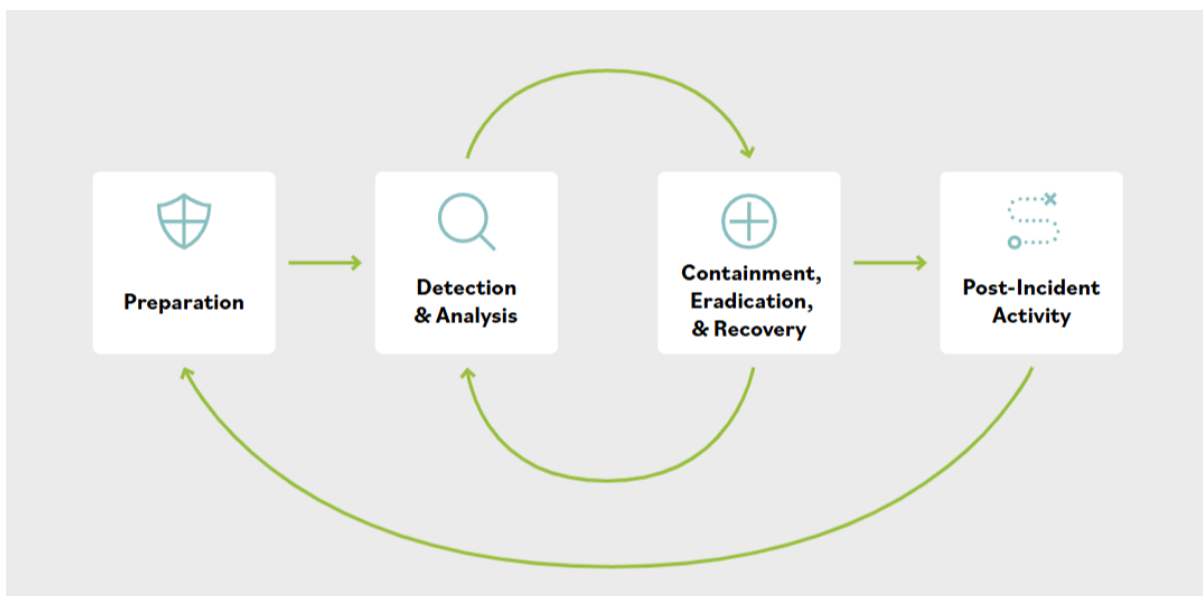 Preparation
Detection
& Analysis
Containment,
Eradication,
& Recovery
Post-Incident
Activity